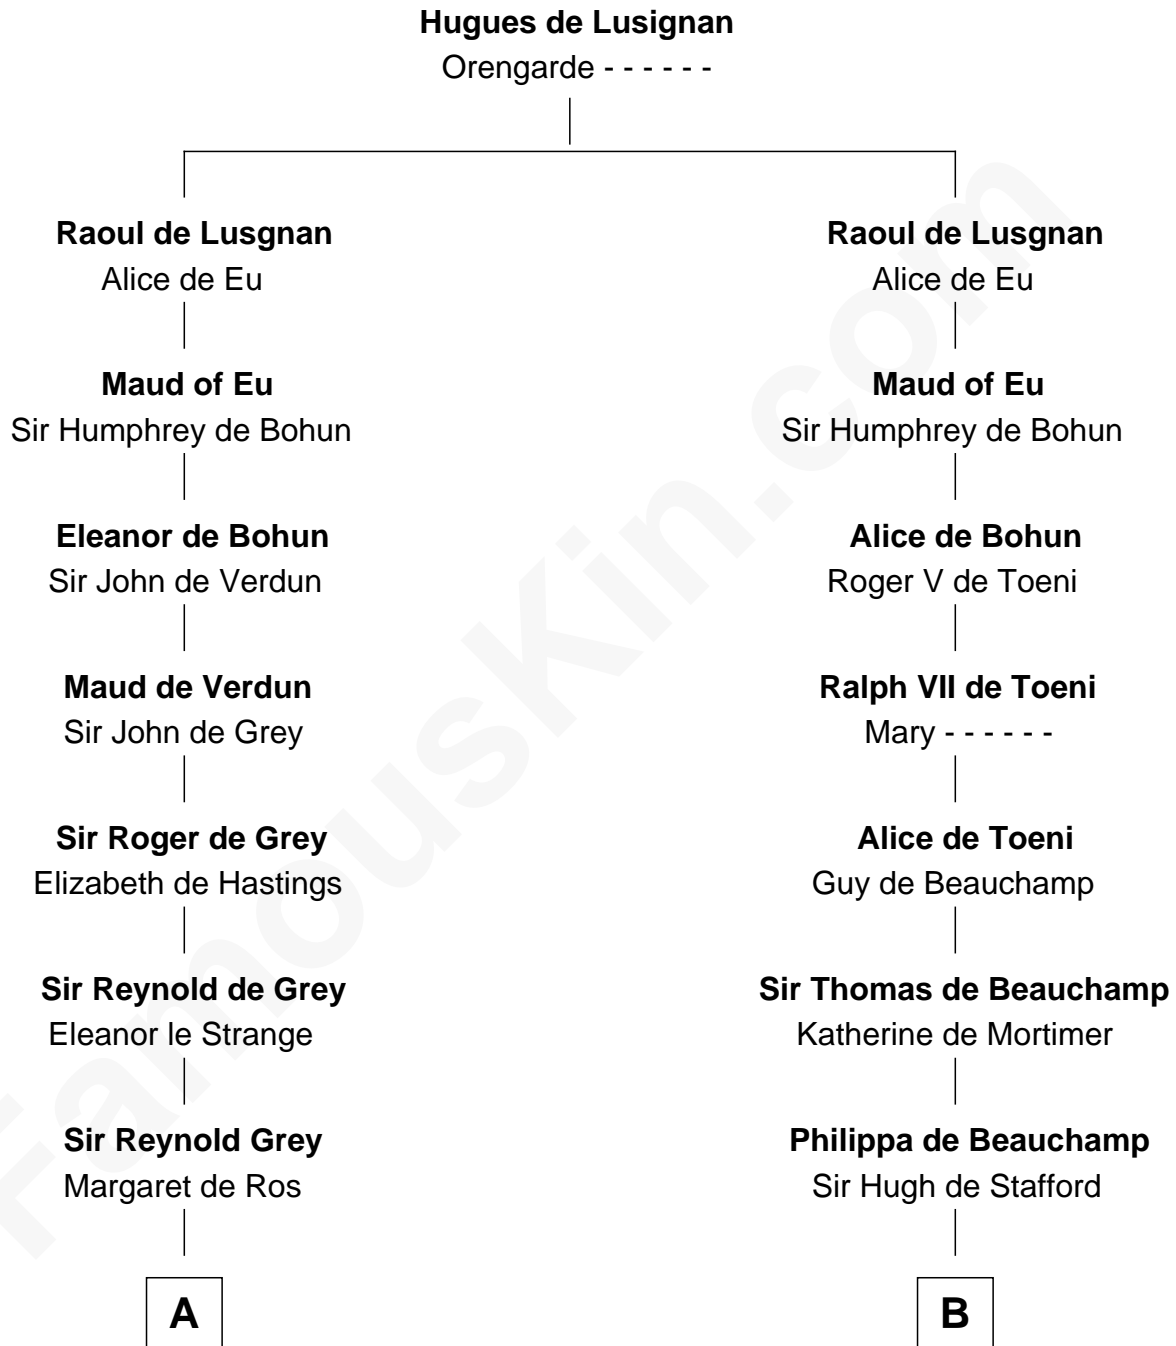 Hugues de Lusignan
Orengarde - - - - - -
Raoul de Lusgnan
Alice de Eu
Maud of Eu
Sir Humphrey de Bohun
Eleanor de Bohun
Sir John de Verdun
Maud de Verdun
Sir John de Grey
Sir Roger de Grey
Elizabeth de Hastings
Sir Reynold de Grey
Eleanor le Strange
Sir Reynold Grey
Margaret de Ros
A
Raoul de Lusgnan
Alice de Eu
Maud of Eu
Sir Humphrey de Bohun
Alice de Bohun
Roger V de Toeni
Ralph VII de Toeni
Mary - - - - - -
Alice de Toeni
Guy de Beauchamp
Sir Thomas de Beauchamp
Katherine de Mortimer
Philippa de Beauchamp
Sir Hugh de Stafford
B
FamousKin.com